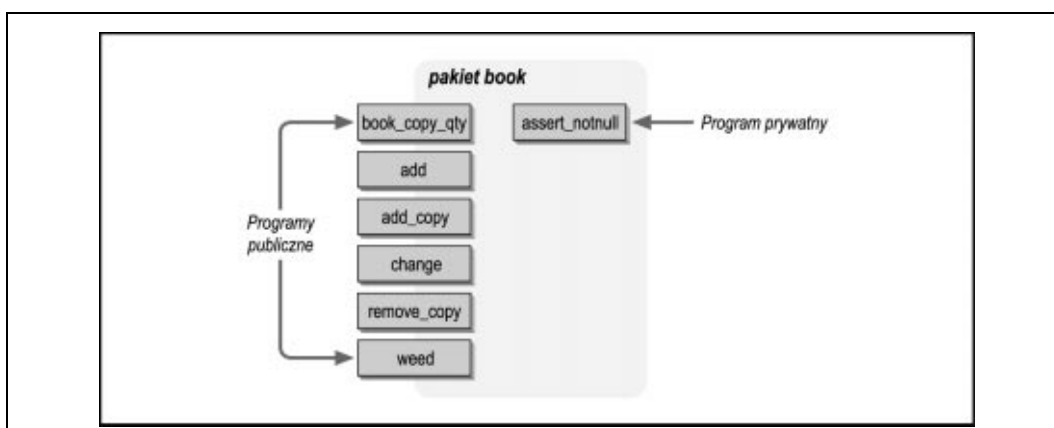 pakiet book
book_copy_qty
assert_notnull
Program prywatny
add
add_copy
Programy
publiczne
change
remove_copy
weed